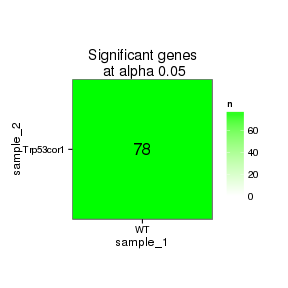 Significant genes
at alpha 0.05
sample_2
Trp53cor1
78
n
60
40
20
0
WT
sample_1